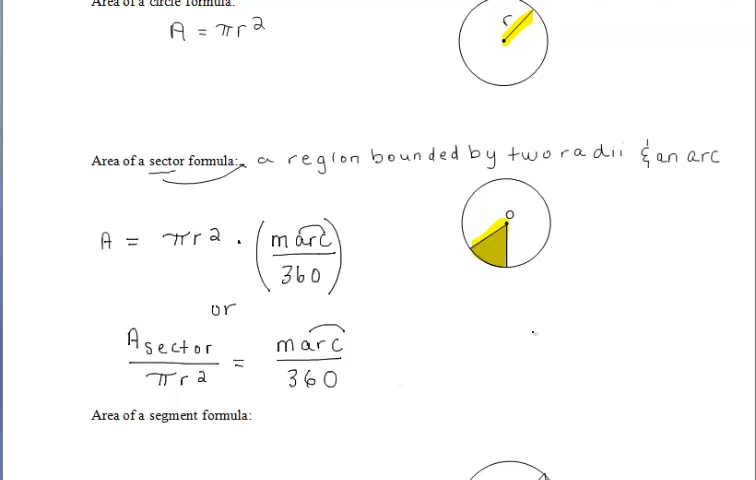 Area of a circle formula:
A = πr²
r
Area of a sector formula: a region bounded by two radii & an arc
O
A = πr² · (m arc / 360)
or
A sector / πr² = m arc / 360
Area of a segment formula: